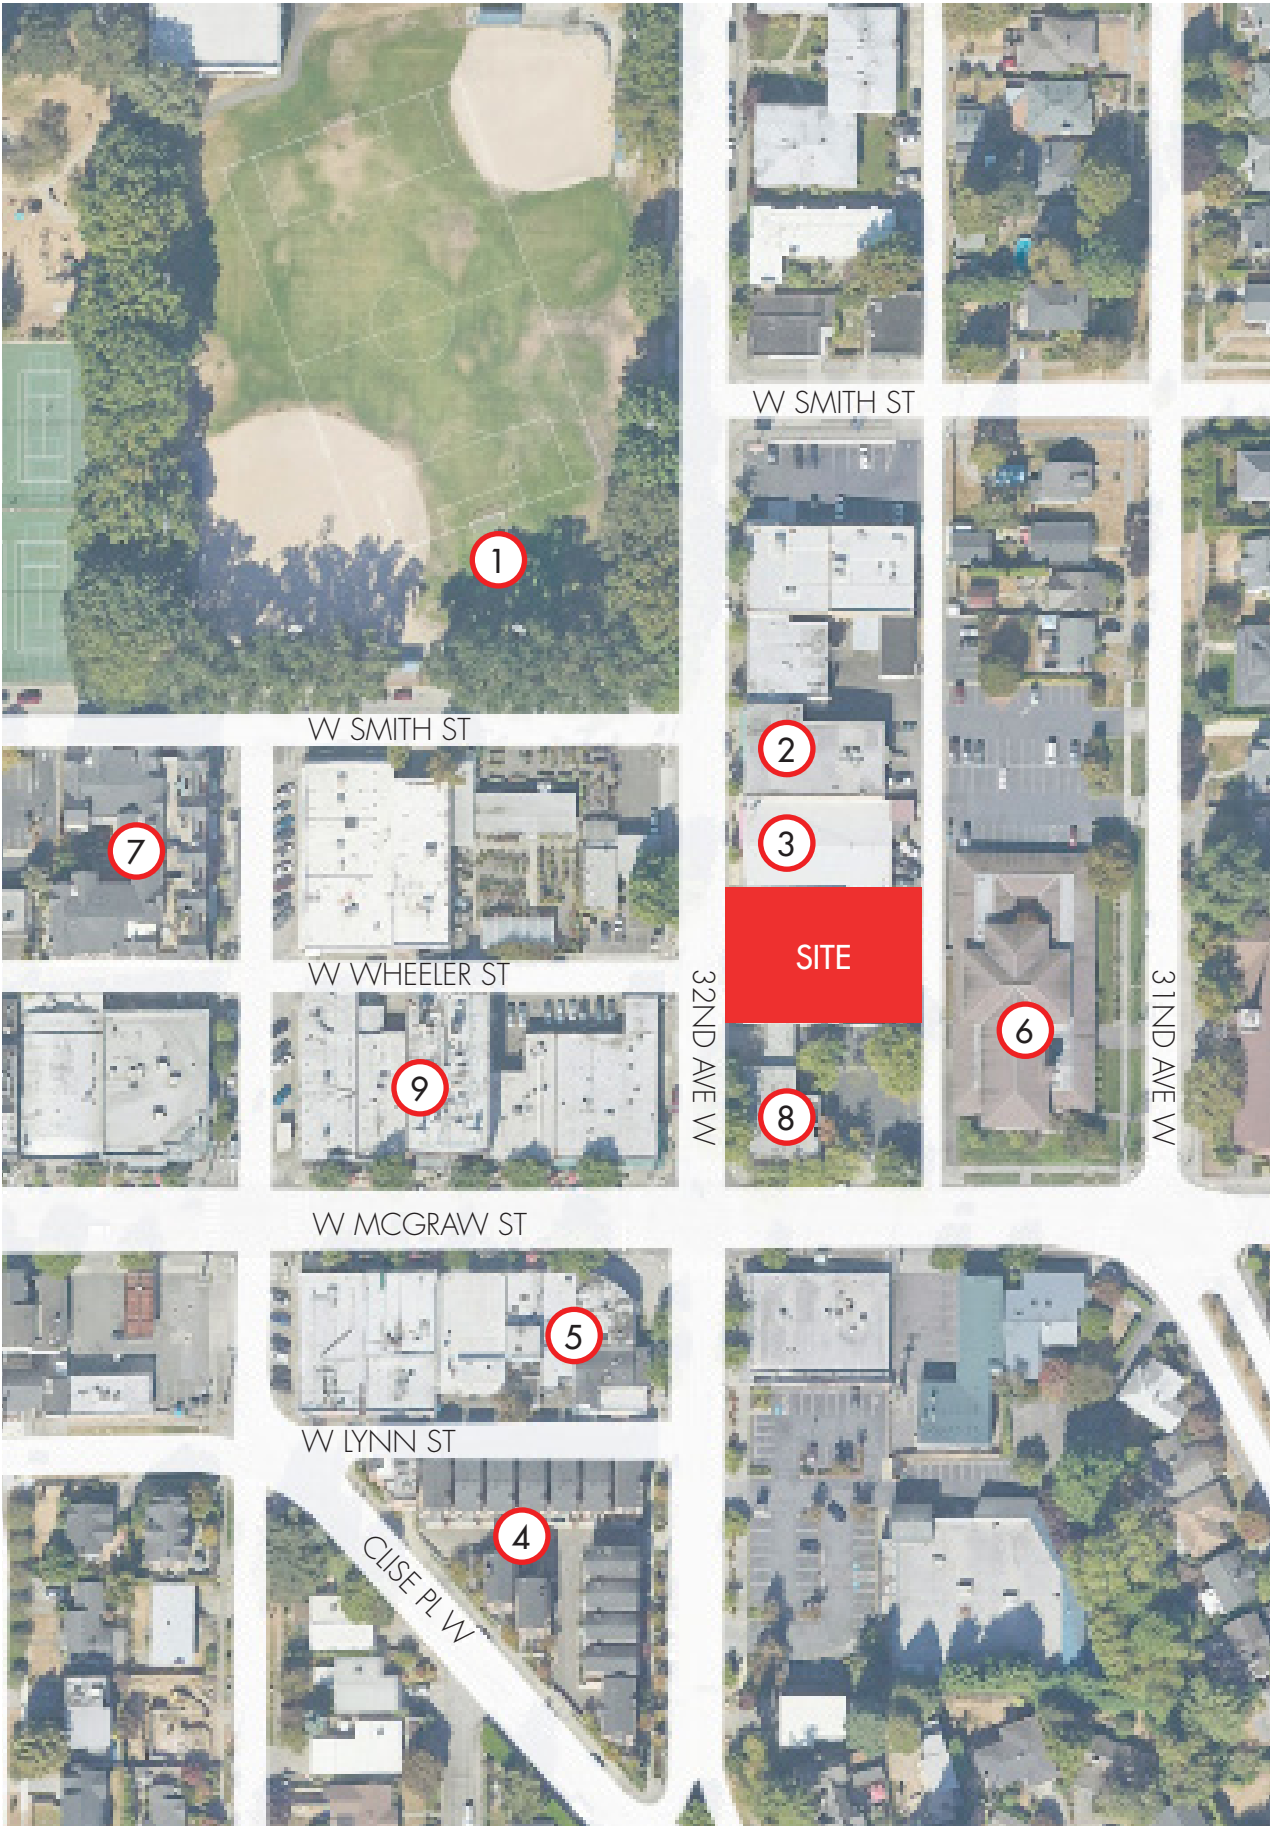 W SMITH ST
1
W SMITH ST
2
3
7
SITE
W WHEELER ST
32ND AVE W
31ND AVE W
6
9
8
W MCGRAW ST
5
W LYNN ST
4
CLISE PL W